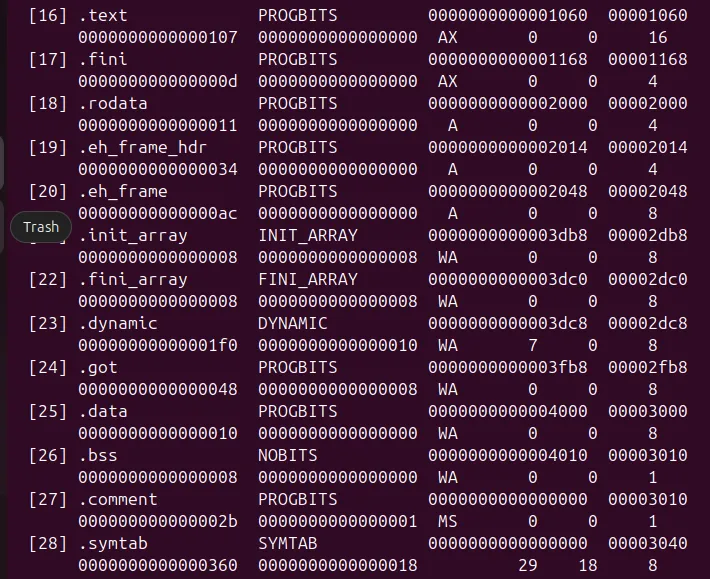 [16] .text PROGBITS 0000000000001060 00001060
0000000000000107 0000000000000000 AX 0 0 16
[17] .fini PROGBITS 0000000000001168 00001168
000000000000000d 0000000000000000 AX 0 0 4
[18] .rodata PROGBITS 0000000000002000 00002000
0000000000000011 0000000000000000 A 0 0 4
[19] .eh_frame_hdr PROGBITS 0000000000002014 00002014
0000000000000034 0000000000000000 A 0 0 4
[20] .eh_frame PROGBITS 0000000000002048 00002048
00000000000000ac 0000000000000000 A 0 0 8
Trash
.init_array INIT_ARRAY 0000000000003db8 00002db8
0000000000000008 0000000000000008 WA 0 0 8
[22] .fini_array FINI_ARRAY 0000000000003dc0 00002dc0
0000000000000008 0000000000000008 WA 0 0 8
[23] .dynamic DYNAMIC 0000000000003dc8 00002dc8
00000000000001f0 0000000000000010 WA 7 0 8
[24] .got PROGBITS 0000000000003fb8 00002fb8
0000000000000048 0000000000000008 WA 0 0 8
[25] .data PROGBITS 0000000000004000 00003000
0000000000000010 0000000000000000 WA 0 0 8
[26] .bss NOBITS 0000000000004010 00003010
0000000000000008 0000000000000000 WA 0 0 1
[27] .comment PROGBITS 0000000000000000 00003010
000000000000002b 0000000000000001 MS 0 0 1
[28] .symtab SYMTAB 0000000000000000 00003040
0000000000000360 0000000000000018 29 18 8